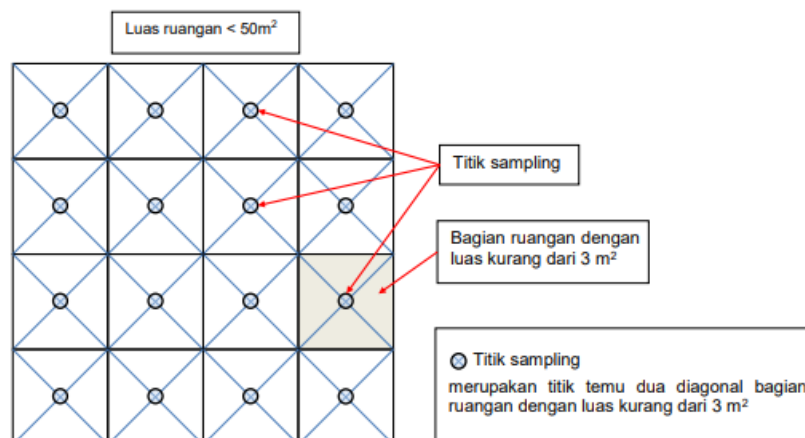 Luas ruangan < 50m²
Titik sampling
Bagian ruangan dengan
luas kurang dari 3 m²
Titik sampling
merupakan titik temu dua diagonal bagian
ruangan dengan luas kurang dari 3 m²